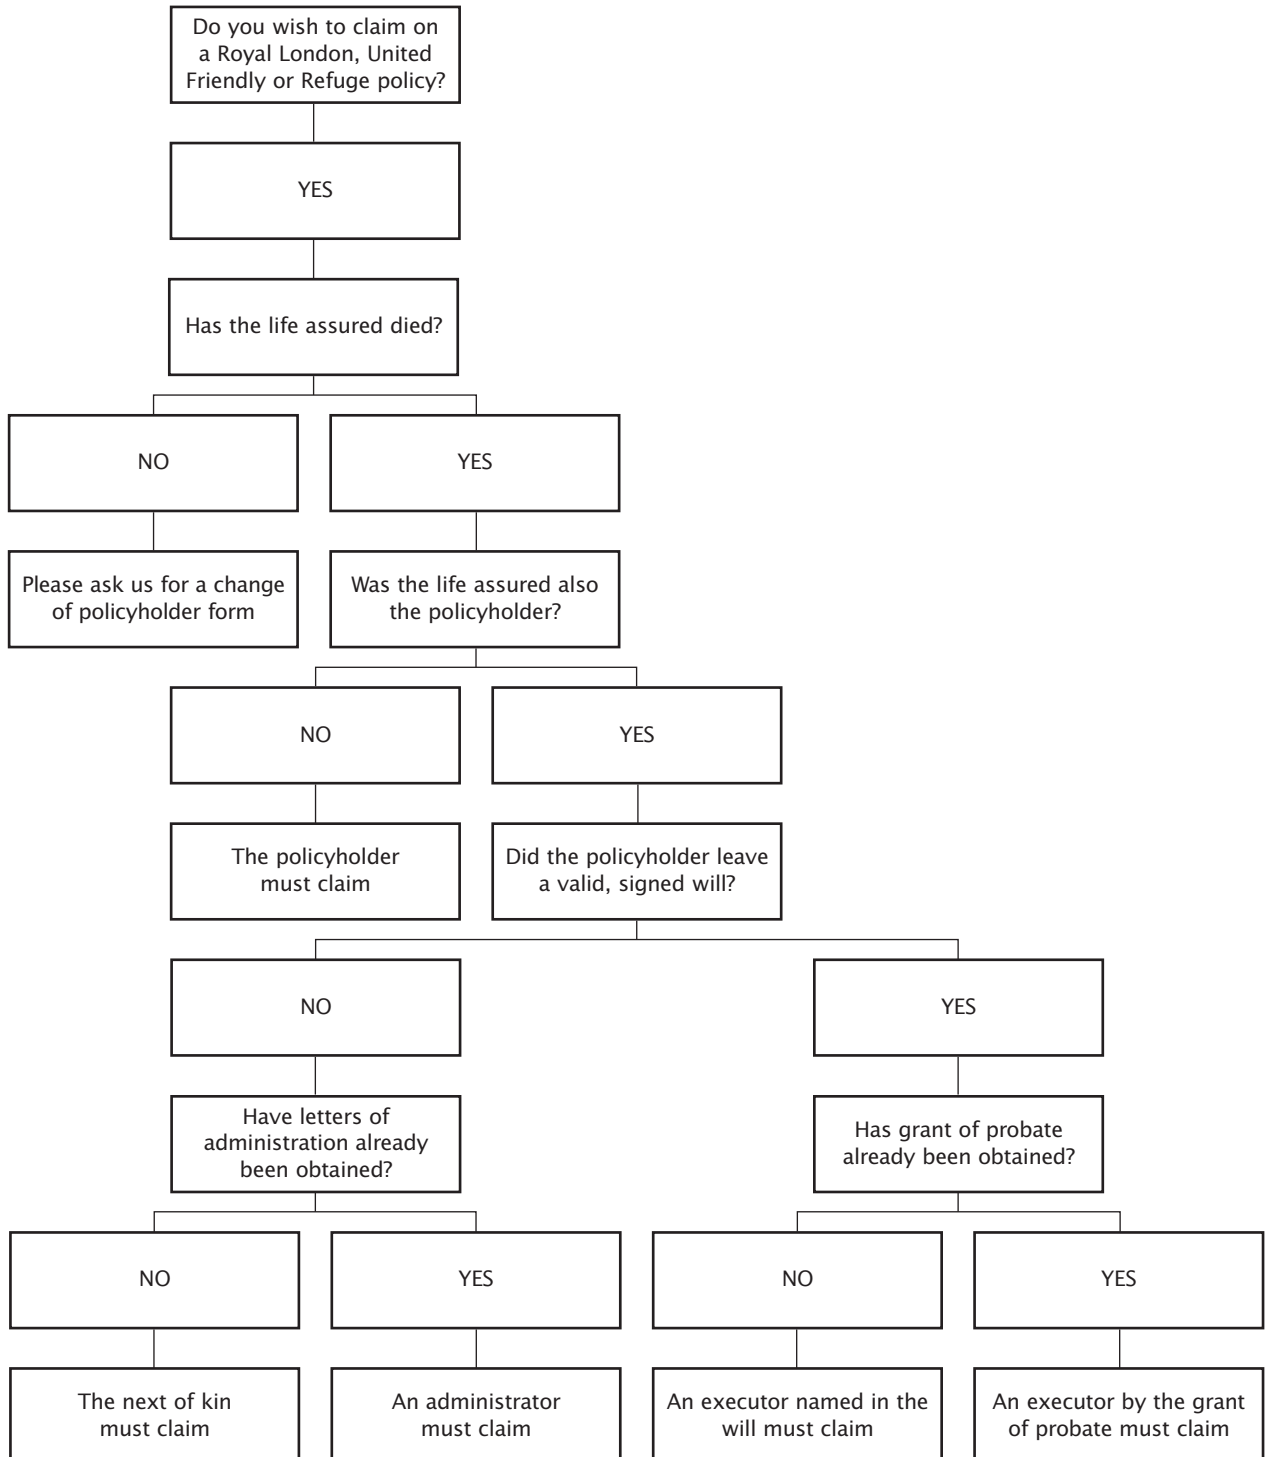 Do you wish to claim on
a Royal London, United
Friendly or Refuge policy?
YES
Has the life assured died?
NO
YES
Please ask us for a change
of policyholder form
Was the life assured also
the policyholder?
NO
YES
The policyholder
must claim
Did the policyholder leave
a valid, signed will?
NO
YES
Have letters of
administration already
been obtained?
Has grant of probate
already been obtained?
NO
YES
NO
YES
The next of kin
must claim
An administrator
must claim
An executor named in the
will must claim
An executor by the grant
of probate must claim